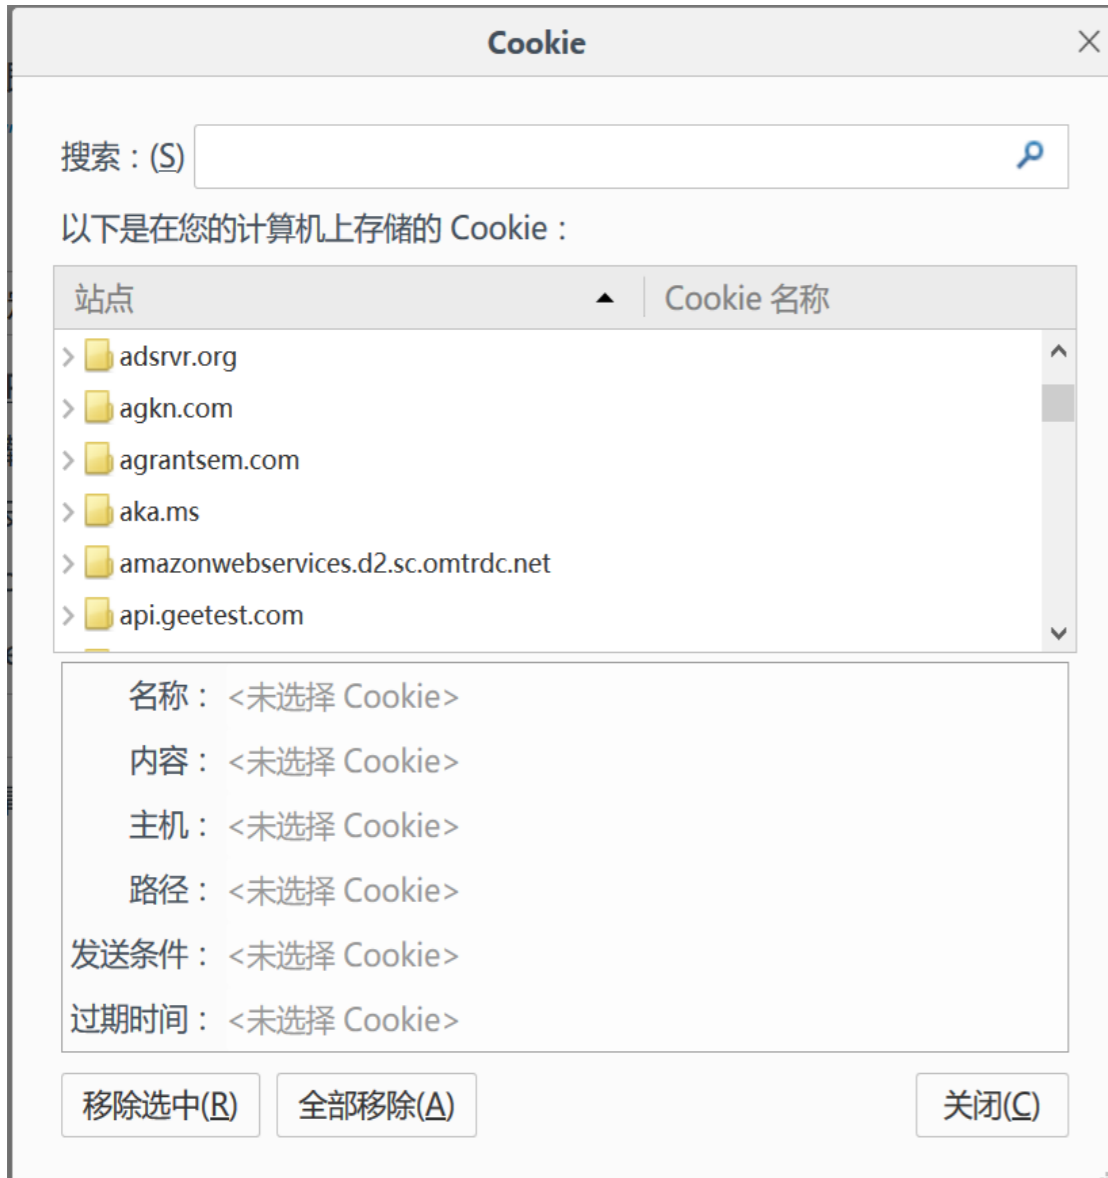 Cookie
搜索：(S)
以下是在您的计算机上存储的 Cookie：
站点 Cookie 名称
adsrvr.org
agkn.com
agrantsem.com
aka.ms
amazonwebservices.d2.sc.omtrdc.net
api.geetest.com
名称： <未选择 Cookie>
内容： <未选择 Cookie>
主机： <未选择 Cookie>
路径： <未选择 Cookie>
发送条件： <未选择 Cookie>
过期时间： <未选择 Cookie>
移除选中(R) 全部移除(A) 关闭(C)